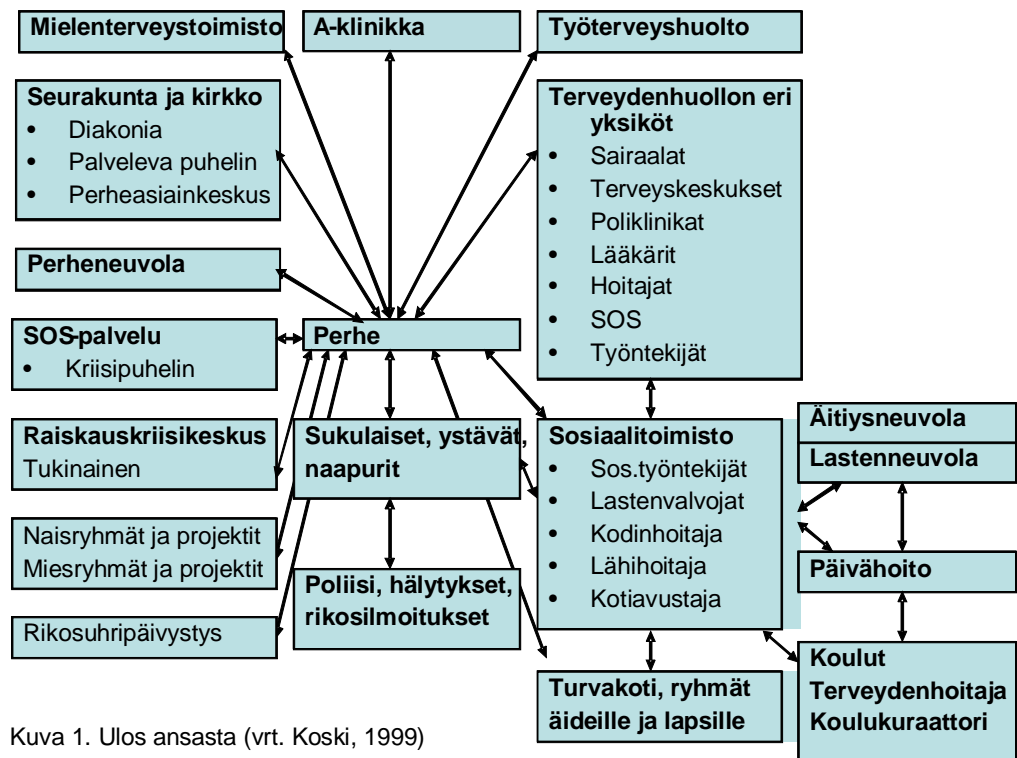 Mielenterveystoimisto
A-klinikka
Työterveyshuolto
Seurakunta ja kirkko
• Diakonia
• Palveleva puhelin
• Perheasiainkeskus
Terveydenhuollon eri
yksiköt
• Sairaalat
• Terveyskeskukset
• Poliklinikat
• Lääkärit
• Hoitajat
• SOS
• Työntekijät
Perheneuvola
SOS-palvelu
• Kriisipuhelin
Perhe
Raiskauskriisikeskus
Tukinainen
Sukulaiset, ystävät,
naapurit
Sosiaalitoimisto
• Sos.työntekijät
• Lastenvalvojat
• Kodinhoitaja
• Lähihoitaja
• Kotiavustaja
Äitiysneuvola
Lastenneuvola
Naisryhmät ja projektit
Miesryhmät ja projektit
Poliisi, hälytykset,
rikosilmoitukset
Päivähoito
Rikosuhripäivystys
Turvakoti, ryhmät
äideille ja lapsille
Koulut
Terveydenhoitaja
Koulukuraattori
Kuva 1. Ulos ansasta (vrt. Koski, 1999)